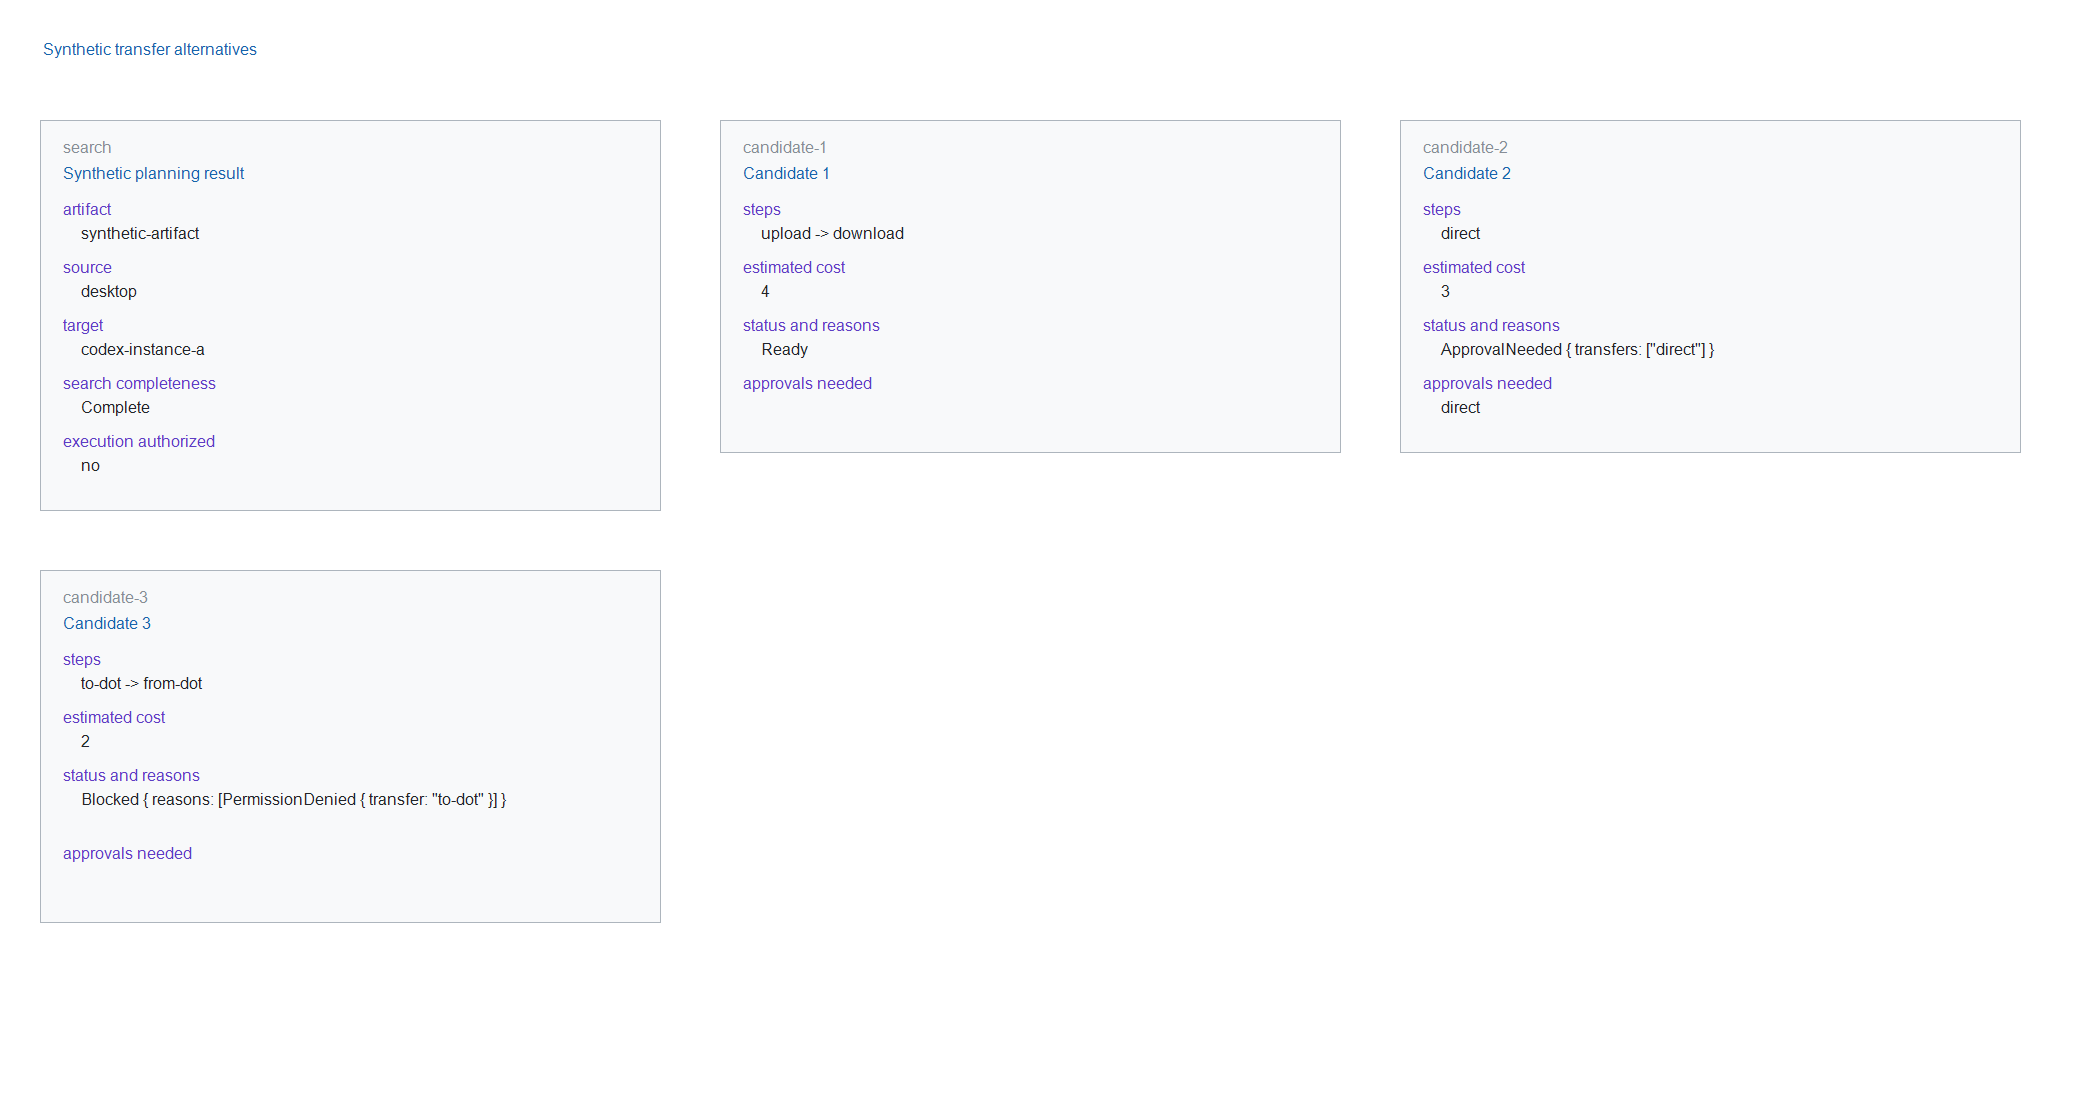 Synthetic transfer alternatives
search
Synthetic planning result
artifact
synthetic-artifact
source
desktop
target
codex-instance-a
search completeness
Complete
execution authorized
no
candidate-1
Candidate 1
steps
upload -> download
estimated cost
4
status and reasons
Ready
approvals needed
candidate-2
Candidate 2
steps
direct
estimated cost
3
status and reasons
ApprovalNeeded { transfers: ["direct"] }
approvals needed
direct
candidate-3
Candidate 3
steps
to-dot -> from-dot
estimated cost
2
status and reasons
Blocked { reasons: [PermissionDenied { transfer: "to-dot" }] }
approvals needed